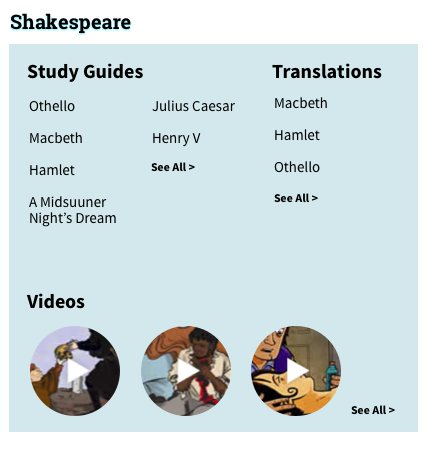 Shakespeare
Study Guides
Othello
Macbeth
Hamlet
A Midsuuner
Night's Dream
Julius Caesar
Henry V
See All >
Translations
Macbeth
Hamlet
Othello
See All >
Videos
See All >